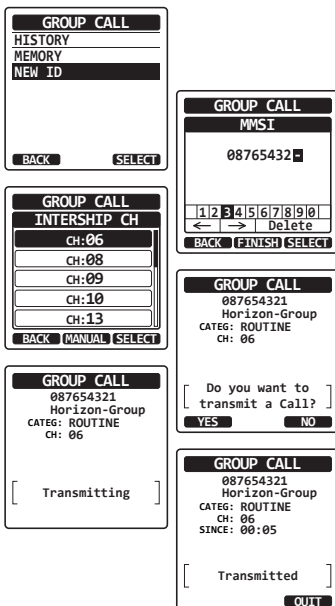 GROUP CALL
HISTORY
MEMORY
NEW ID
BACK SELECT
GROUP CALL
MMSI
08765432-
1 2 3 4 5 6 7 8 9 0
← → Delete
BACK FINISH SELECT
GROUP CALL
INTERSHIP CH
CH:06
CH:08
CH:09
CH:10
CH:13
BACK MANUAL SELECT
GROUP CALL
087654321
Horizon-Group
CATEG: ROUTINE
CH: 06
Do you want to
transmit a Call?
YES NO
GROUP CALL
087654321
Horizon-Group
CATEG: ROUTINE
CH: 06
Transmitting
GROUP CALL
087654321
Horizon-Group
CATEG: ROUTINE
CH: 06
SINCE: 00:05
Transmitted
QUIT